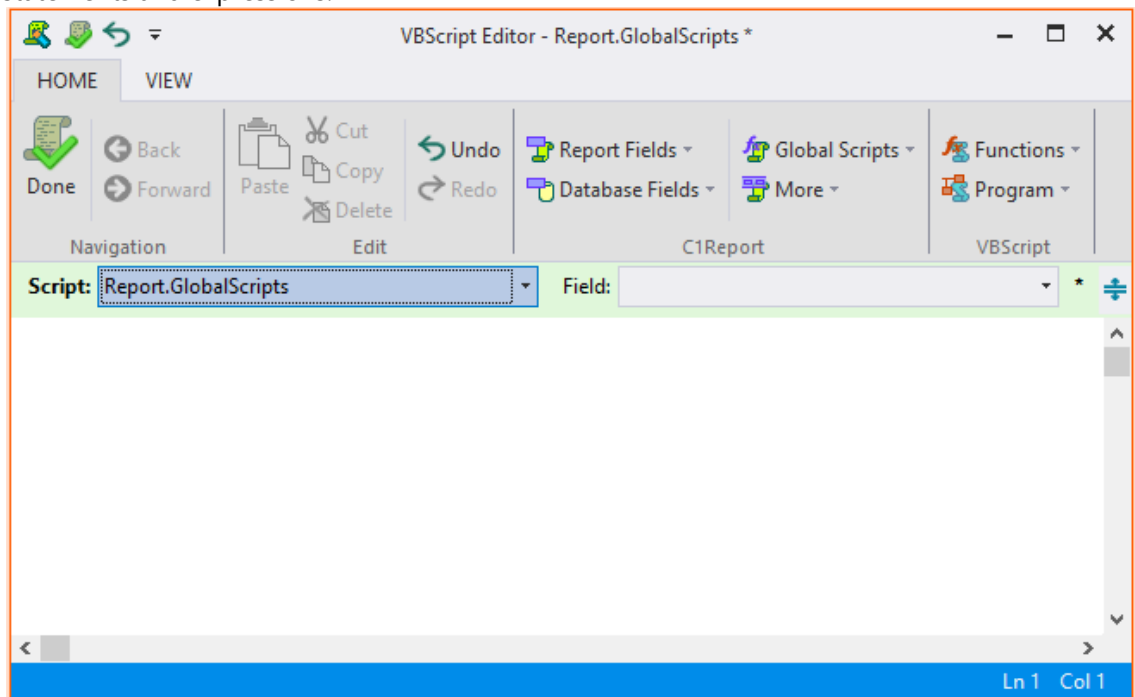 VBScript Editor - Report.GlobalScripts *
HOME VIEW
Done
Back
Forward
Navigation
Paste
Cut
Copy
Delete
Undo
Redo
Edit
Report Fields
Database Fields
Global Scripts
More
C1Report
Functions
Program
VBScript
Script: Report.GlobalScripts Field: *
Ln 1 Col 1